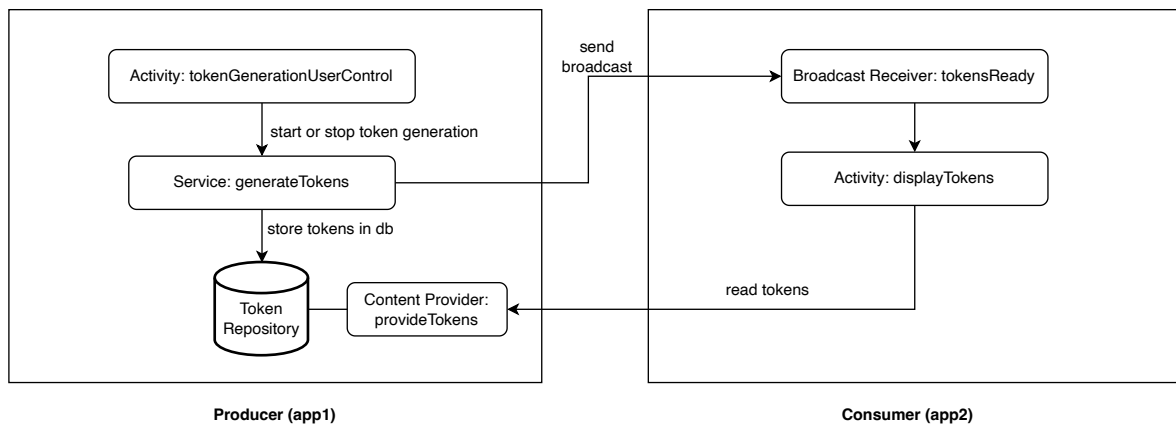 send
broadcast
Activity: tokenGenerationUserControl
Broadcast Receiver: tokensReady
start or stop token generation
Service: generateTokens
Activity: displayTokens
store tokens in db
Token
Repository
Content Provider:
provideTokens
read tokens
Producer (app1)
Consumer (app2)